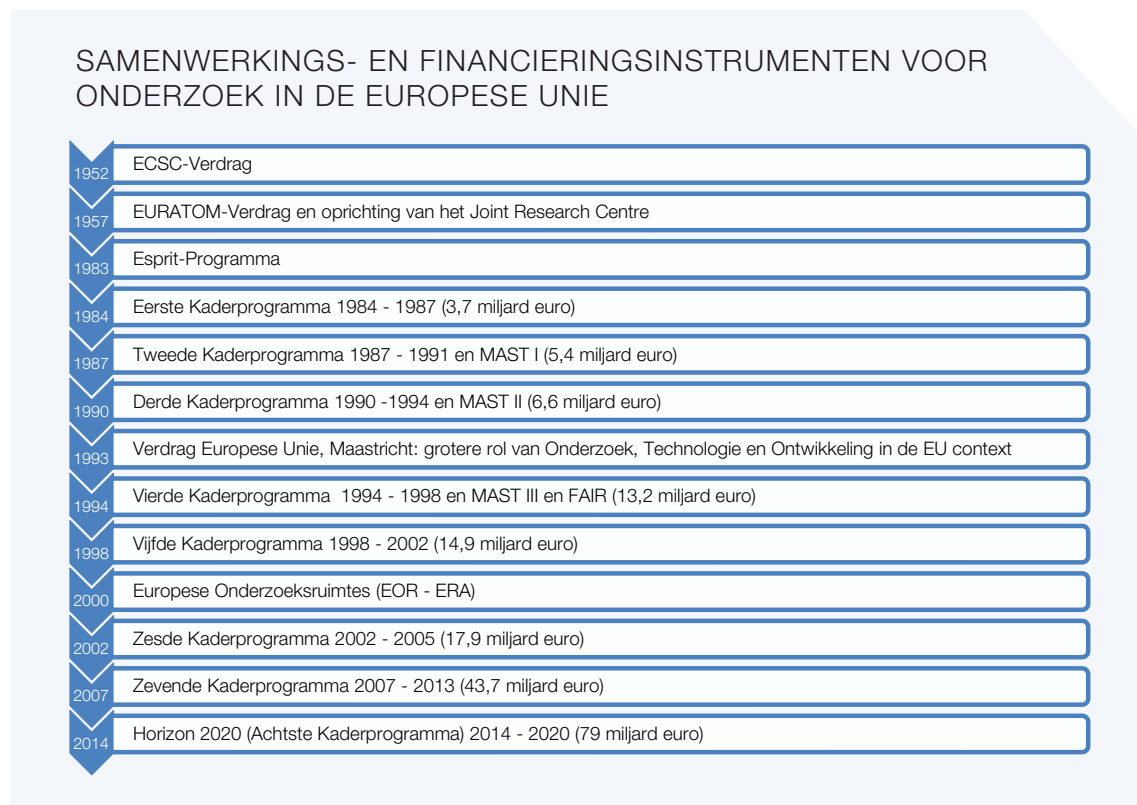 SAMENWERKINGS- EN FINANCIERINGSINSTRUMENTEN VOOR
ONDERZOEK IN DE EUROPESE UNIE
1952 ECSC-Verdrag
1957 EURATOM-Verdrag en oprichting van het Joint Research Centre
1983 Esprit-Programma
1984 Eerste Kaderprogramma 1984 - 1987 (3,7 miljard euro)
1987 Tweede Kaderprogramma 1987 - 1991 en MAST I (5,4 miljard euro)
1990 Derde Kaderprogramma 1990 -1994 en MAST II (6,6 miljard euro)
1993 Verdrag Europese Unie, Maastricht: grotere rol van Onderzoek, Technologie en Ontwikkeling in de EU context
1994 Vierde Kaderprogramma  1994 - 1998 en MAST III en FAIR (13,2 miljard euro)
1998 Vijfde Kaderprogramma 1998 - 2002 (14,9 miljard euro)
2000 Europese Onderzoeksruimtes (EOR - ERA)
2002 Zesde Kaderprogramma 2002 - 2005 (17,9 miljard euro)
2007 Zevende Kaderprogramma 2007 - 2013 (43,7 miljard euro)
2014 Horizon 2020 (Achtste Kaderprogramma) 2014 - 2020 (79 miljard euro)